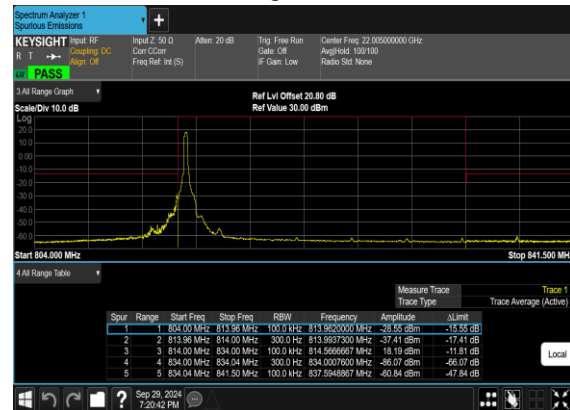 Spectrum Analyzer 1
Spurious Emissions
KEYSIGHT Input: RF Input Z: 50 Ω Atten: 20 dB Trig: Free Run Center Freq: 22.005000000 GHz
R T Coupling: DC Corr CCorr Gate: Off Avg|Hold: 100/100
Align: Off Freq Ref: Int (S) IF Gain: Low Radio Std: None
PASS
3 All Range Graph
Ref Lvl Offset 20.80 dB
Scale/Div 10.0 dB Ref Value 30.00 dBm
Log
20.0
10.0
0.00
-10.0
-20.0
-30.0
-40.0
-50.0
-60.0
Start 804.000 MHz Stop 841.500 MHz
4 All Range Table
Measure Trace Trace 1
Trace Type Trace Average (Active)
Spur Range Start Freq Stop Freq RBW Frequency Amplitude ΔLimit
1 1 804.00 MHz 813.96 MHz 100.0 kHz 813.9620000 MHz -28.55 dBm -15.55 dB
2 2 813.96 MHz 814.00 MHz 300.0 Hz 813.9937300 MHz -37.41 dBm -17.41 dB
3 3 814.00 MHz 834.00 MHz 100.0 kHz 814.5666667 MHz 18.19 dBm -11.81 dB
4 4 834.00 MHz 834.04 MHz 300.0 Hz 834.0007600 MHz -86.07 dBm -66.07 dB
5 5 834.04 MHz 841.50 MHz 100.0 kHz 837.5948867 MHz -60.84 dBm -47.84 dB
Local
Sep 29, 2024
7:20:42 PM